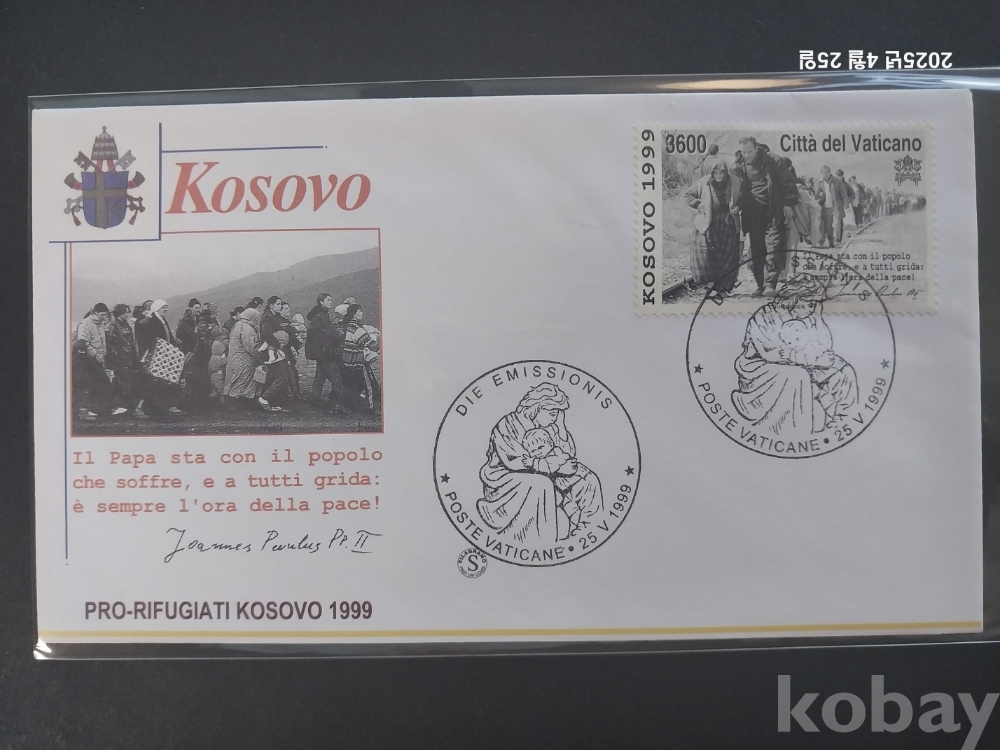 2025년 4월 25일
Kosovo
Il Papa sta con il popolo
che soffre, e a tutti grida:
è sempre l'ora della pace!
Joannes Paulus PP. II
PRO-RIFUGIATI KOSOVO 1999
KOSOVO 1999
3600 Città del Vaticano
Il Papa sta con il popolo
che soffre, e a tutti grida:
è sempre l'ora della pace!
DIE EMISSIONIS
POSTE VATICANE • 25 V 1999
FILAGRANO
S
POSTE VATICANE • 25 V 1999
kobay